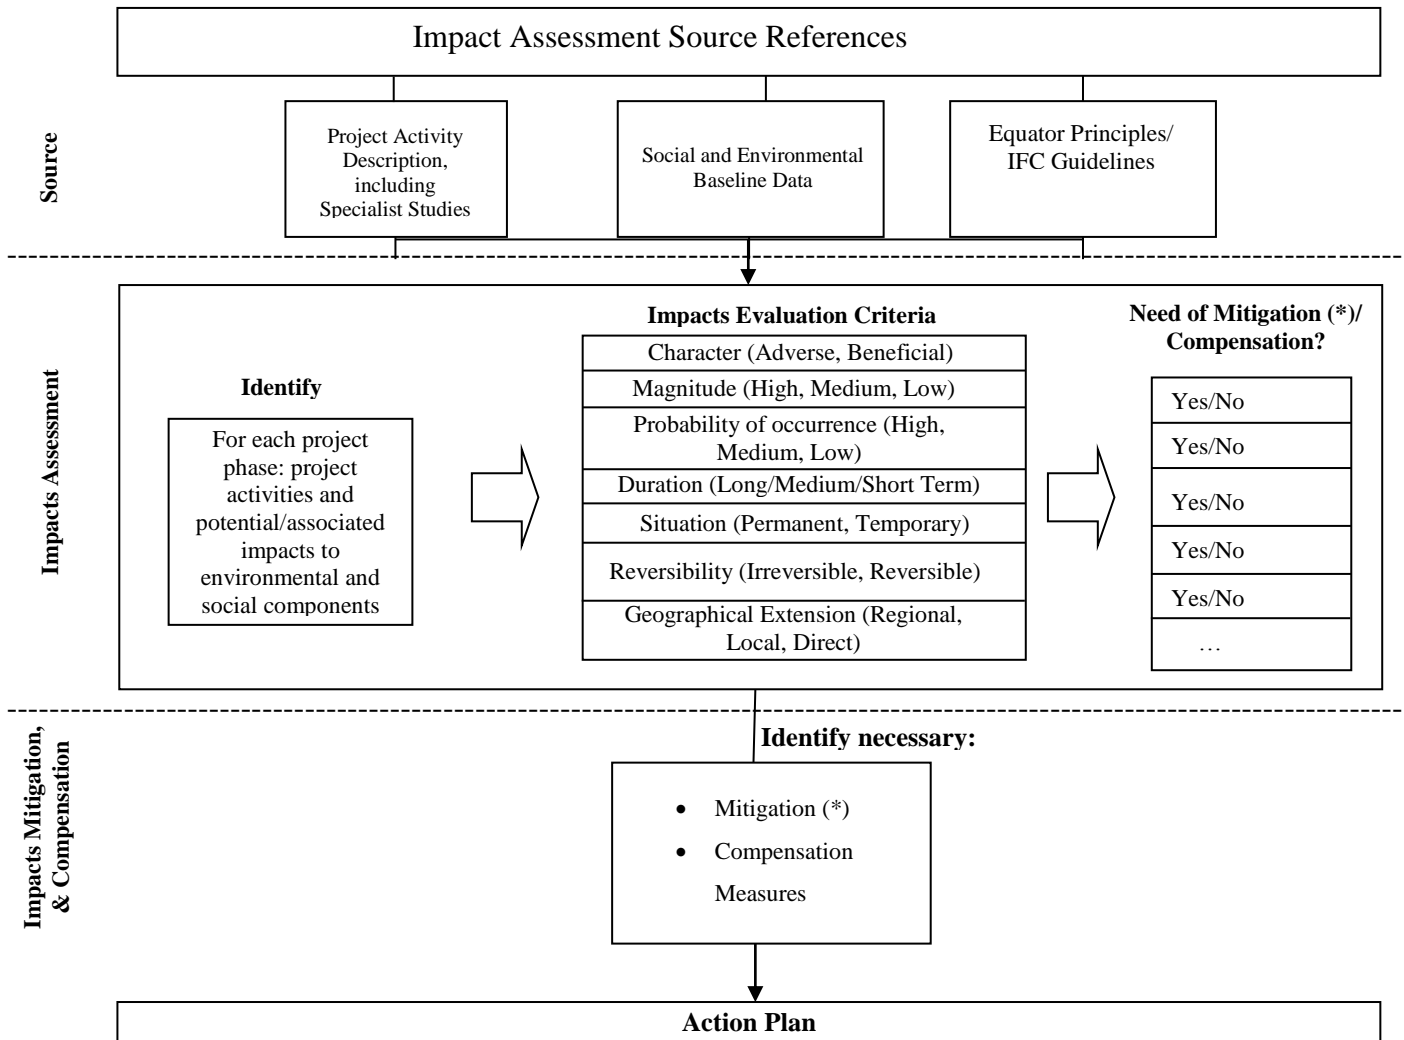 Impact Assessment Source References
Source
Project Activity
Description,
including
Specialist Studies
Social and Environmental
Baseline Data
Equator Principles/
IFC Guidelines
Impacts Assessment
Identify
For each project
phase: project
activities and
potential/associated
impacts to
environmental and
social components
Impacts Evaluation Criteria
Character (Adverse, Beneficial)
Magnitude (High, Medium, Low)
Probability of occurrence (High,
Medium, Low)
Duration (Long/Medium/Short Term)
Situation (Permanent, Temporary)
Reversibility (Irreversible, Reversible)
Geographical Extension (Regional,
Local, Direct)
Need of Mitigation (*)/
Compensation?
Yes/No
Yes/No
Yes/No
Yes/No
Yes/No
…
Impacts Mitigation,
& Compensation
Identify necessary:
• Mitigation (*)
• Compensation
Measures
Action Plan